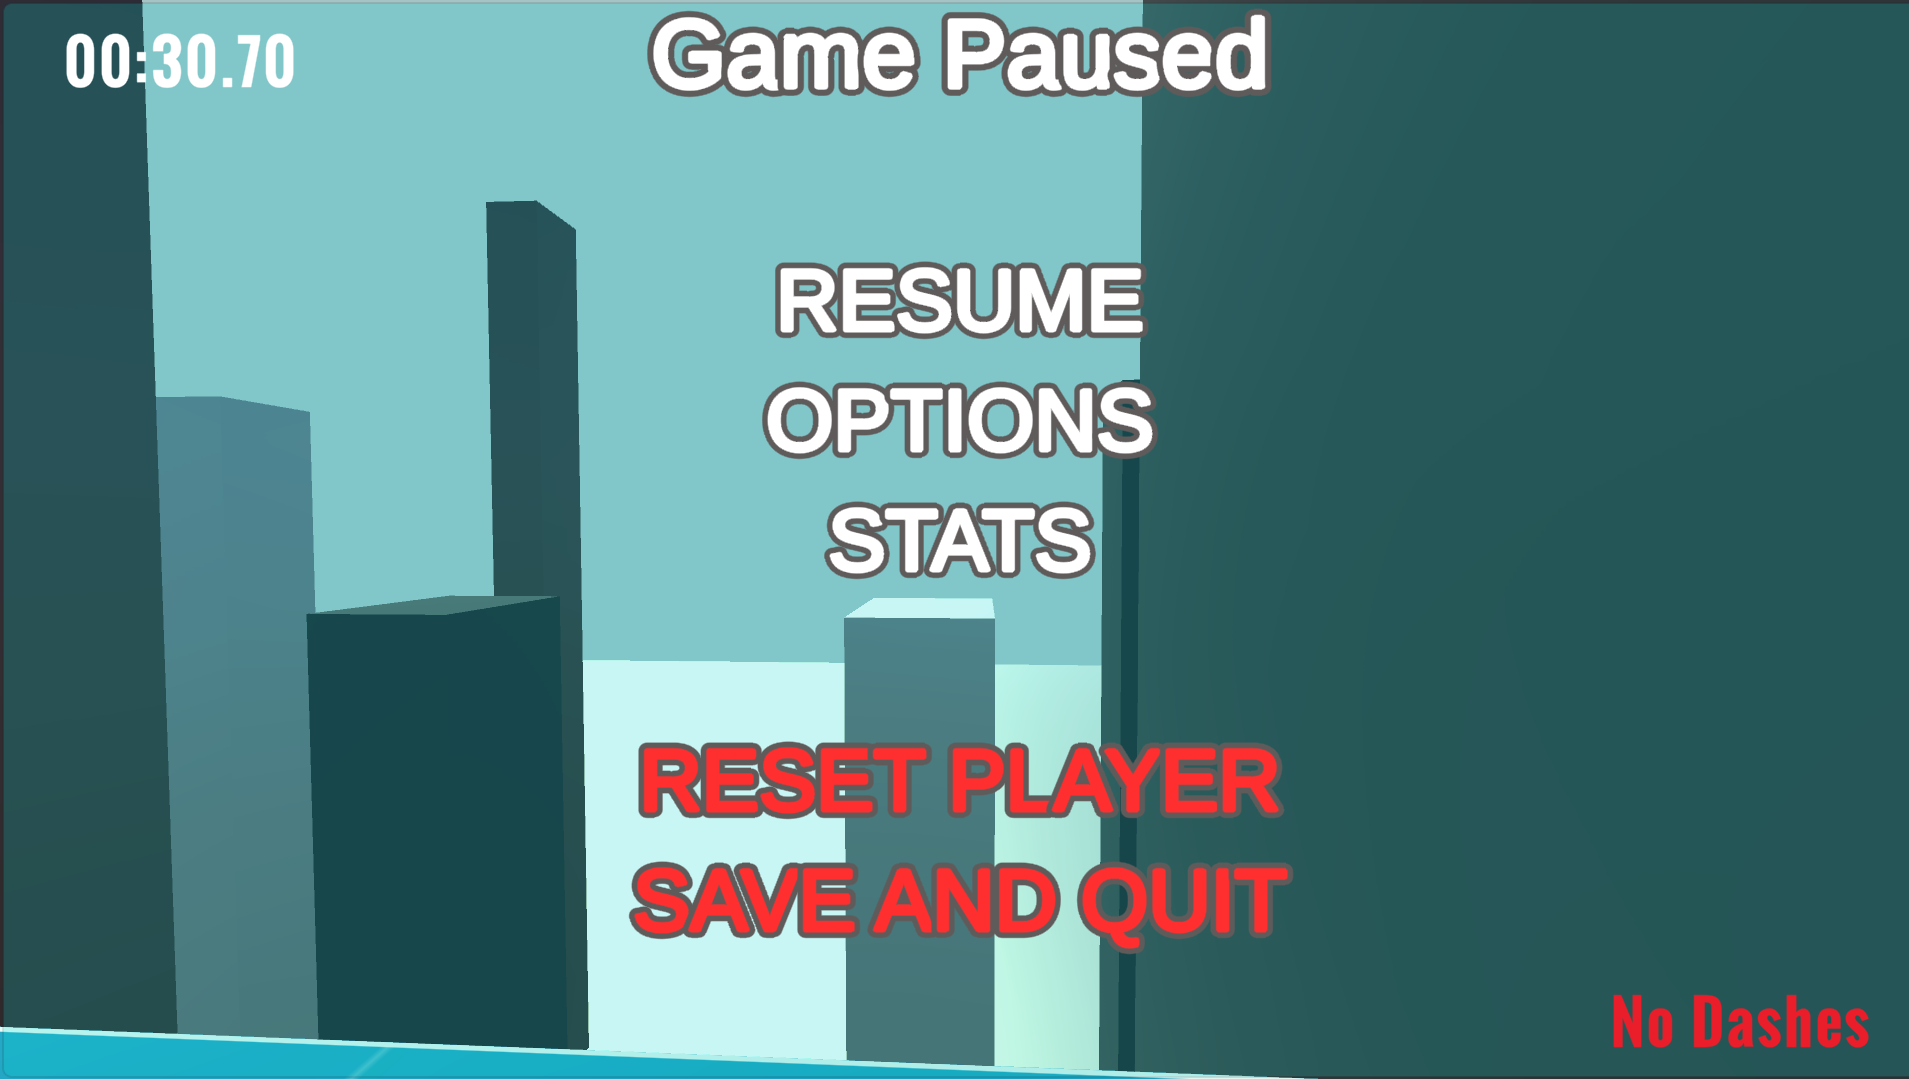 00:30.70
Game Paused
RESUME
OPTIONS
STATS
RESET PLAYER
SAVE AND QUIT
No Dashes